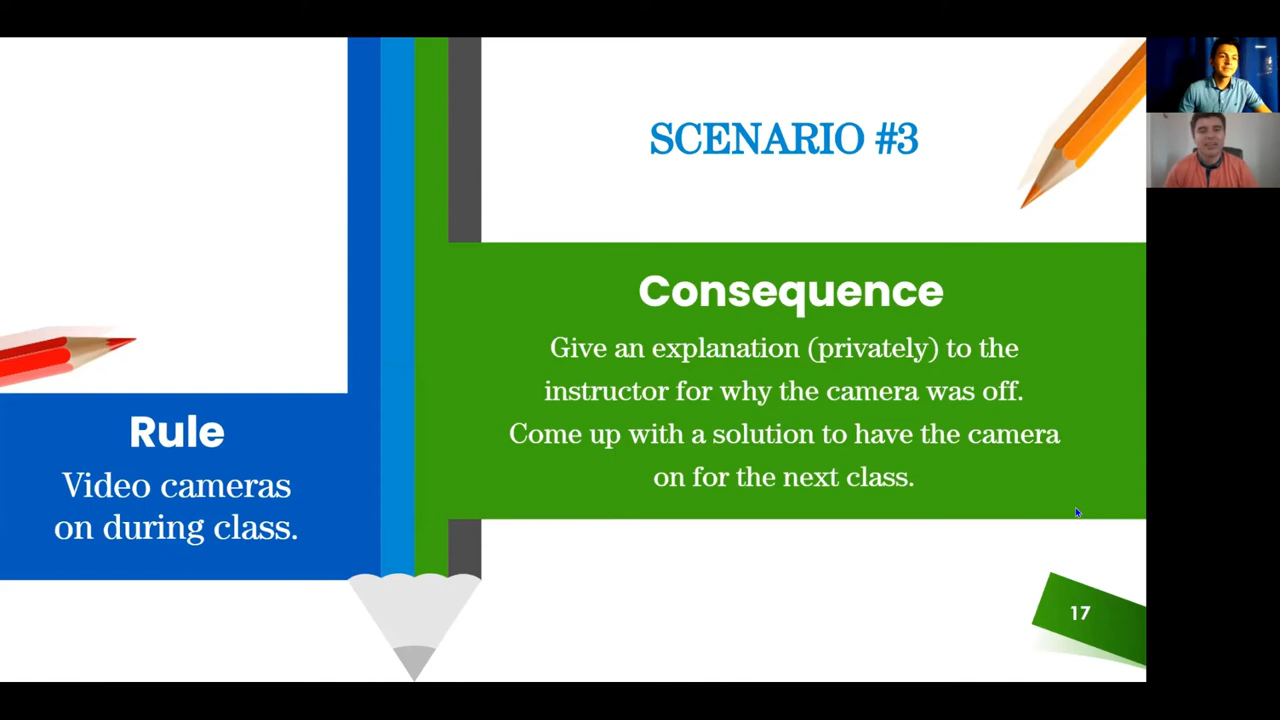 SCENARIO #3
Consequence
Give an explanation (privately) to the
instructor for why the camera was off.
Come up with a solution to have the camera
on for the next class.
Rule
Video cameras
on during class.
17